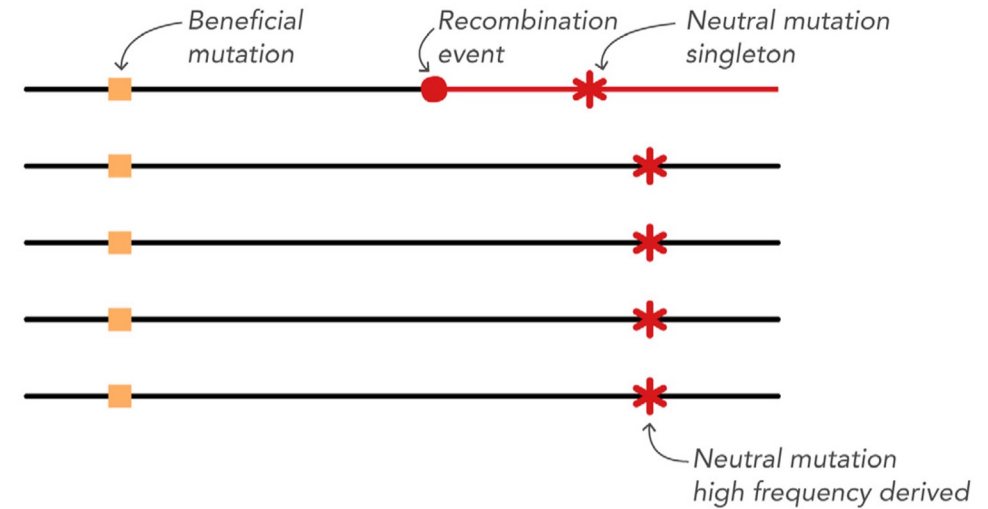 Beneficial
mutation
Recombination
event
Neutral mutation
singleton
Neutral mutation
high frequency derived